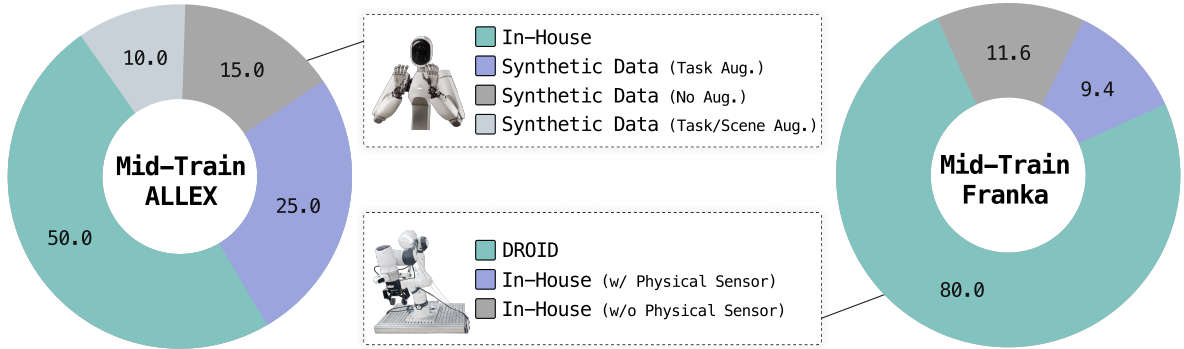 10.0
15.0
50.0
25.0
Mid-Train
ALLEX
In-House
Synthetic Data (Task Aug.)
Synthetic Data (No Aug.)
Synthetic Data (Task/Scene Aug.)
DROID
In-House (w/ Physical Sensor)
In-House (w/o Physical Sensor)
11.6
9.4
80.0
Mid-Train
Franka